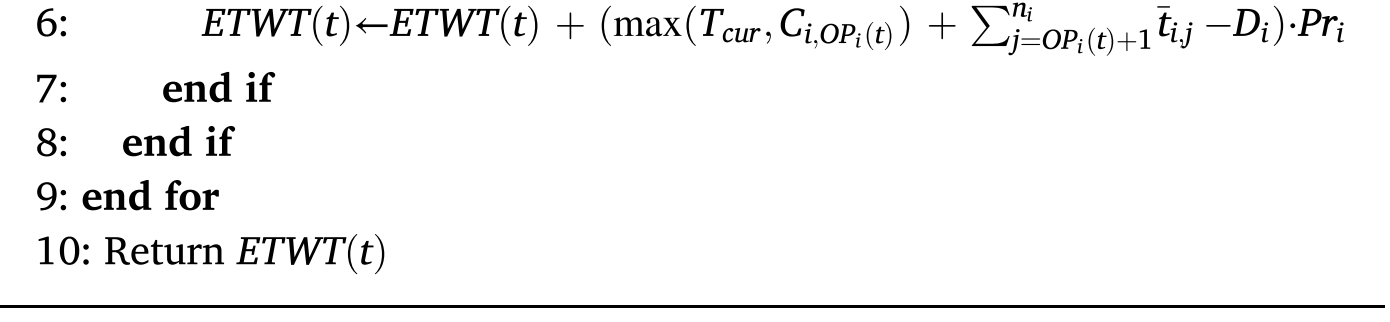 6: ETWT(t)←ETWT(t) + (max(T_cur, C_{i,OP_i(t)}) + ∑_{j=OP_i(t)+1}^{n_i} t̄_{i,j} −D_i)·Pr_i
7: end if
8: end if
9: end for
10: Return ETWT(t)